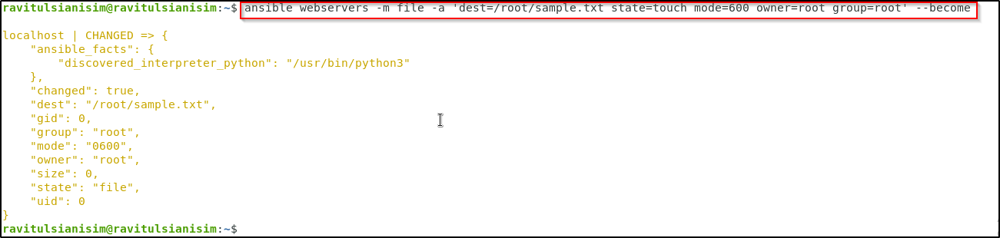 ravitulsianisim@ravitulsianisim:~$ ansible webservers -m file -a 'dest=/root/sample.txt state=touch mode=600 owner=root group=root' --become
localhost | CHANGED => {
    "ansible_facts": {
        "discovered_interpreter_python": "/usr/bin/python3"
    },
    "changed": true,
    "dest": "/root/sample.txt",
    "gid": 0,
    "group": "root",
    "mode": "0600",
    "owner": "root",
    "size": 0,
    "state": "file",
    "uid": 0
}
ravitulsianisim@ravitulsianisim:~$